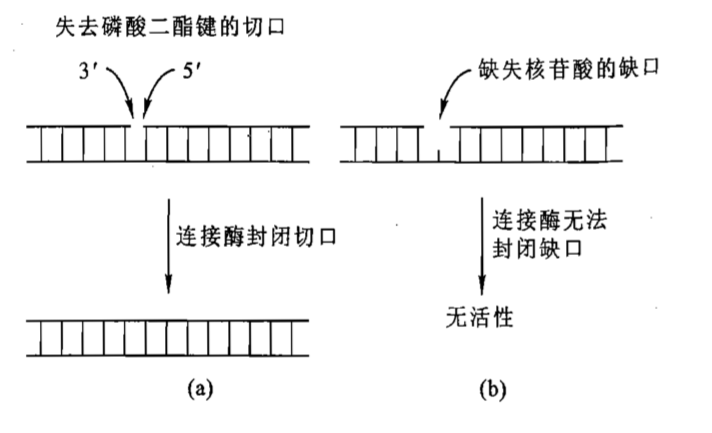 失去磷酸二酯键的切口
3′ 5′
缺失核苷酸的缺口
连接酶封闭切口
连接酶无法
封闭缺口
无活性
(a)
(b)